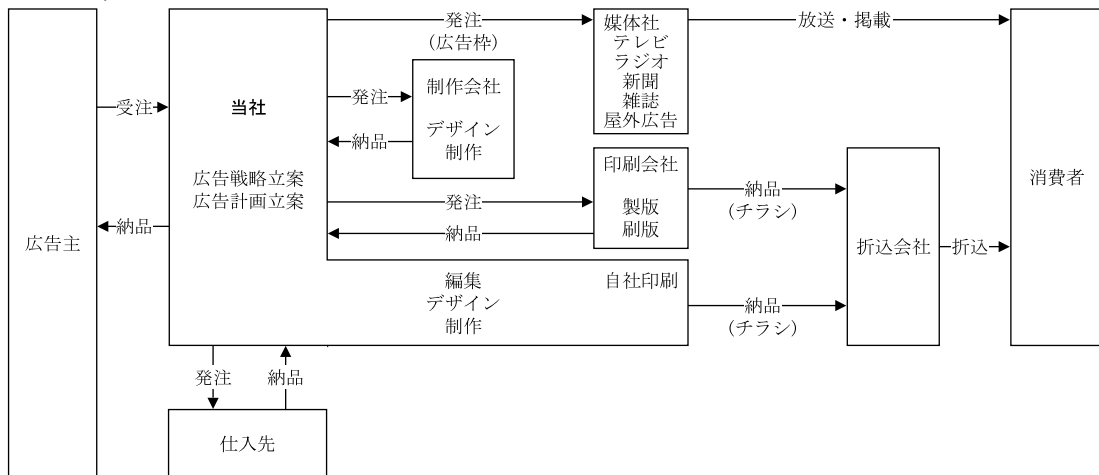 広告主
受注
納品
当社
広告戦略立案
広告計画立案
発注
(広告枠)
発注
納品
制作会社
デザイン
制作
媒体社
テレビ
ラジオ
新聞
雑誌
屋外広告
放送・掲載
発注
納品
印刷会社
製版
刷版
納品
(チラシ)
編集
デザイン
制作
自社印刷
納品
(チラシ)
折込会社
折込
消費者
発注
納品
仕入先